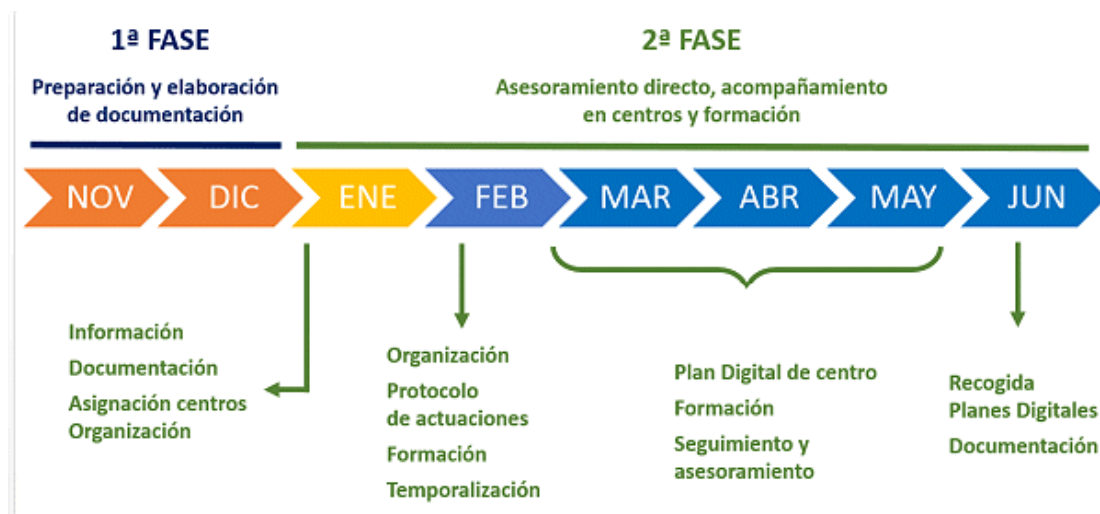 1ª FASE
Preparación y elaboración
de documentación
2ª FASE
Asesoramiento directo, acompañamiento
en centros y formación
NOV
DIC
ENE
FEB
MAR
ABR
MAY
JUN
Información
Documentación
Asignación centros
Organización
Organización
Protocolo
de actuaciones
Formación
Temporalización
Plan Digital de centro
Formación
Seguimiento y
asesoramiento
Recogida
Planes Digitales
Documentación